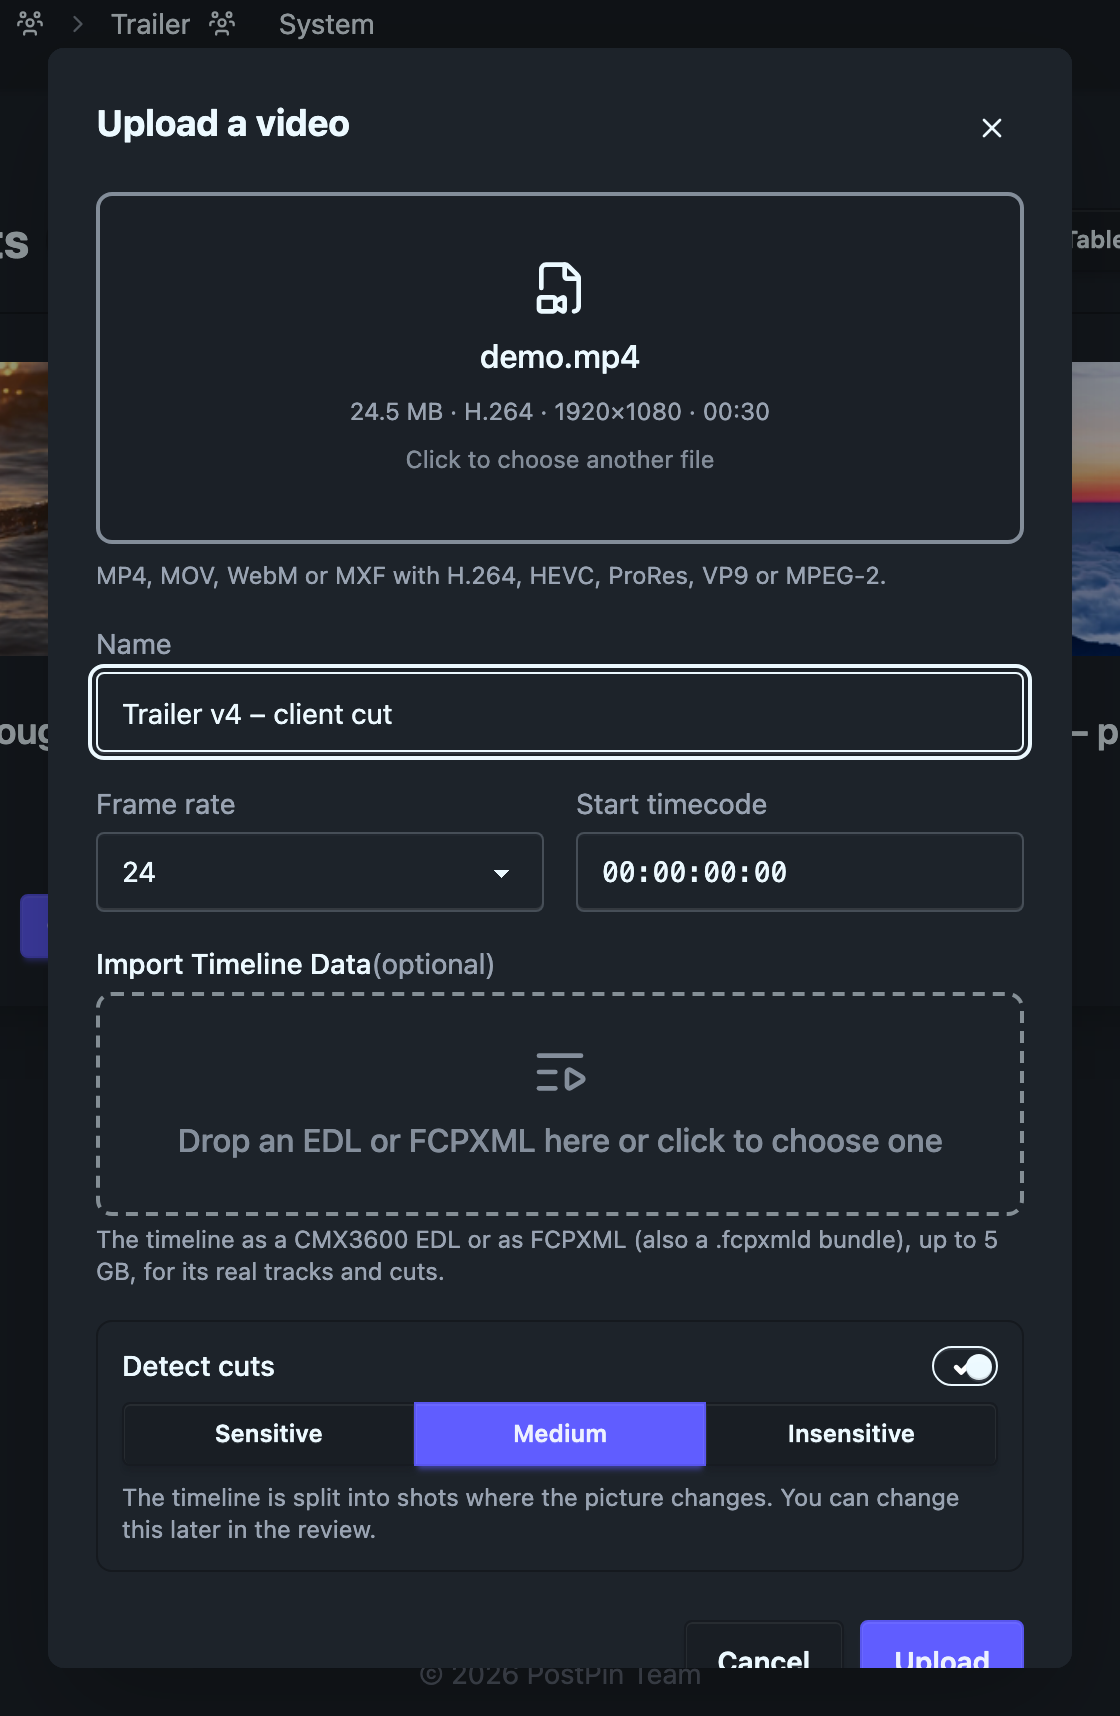 Trailer
System
Upload a video
demo.mp4
24.5 MB · H.264 · 1920×1080 · 00:30
Click to choose another file
MP4, MOV, WebM or MXF with H.264, HEVC, ProRes, VP9 or MPEG-2.
Name
Trailer v4 – client cut
Frame rate
Start timecode
24
00:00:00:00
Import Timeline Data(optional)
Drop an EDL or FCPXML here or click to choose one
The timeline as a CMX3600 EDL or as FCPXML (also a .fcpxmld bundle), up to 5
GB, for its real tracks and cuts.
Detect cuts
Sensitive
Medium
Insensitive
The timeline is split into shots where the picture changes. You can change
this later in the review.
Cancel
Upload
© 2026 PostPin Team